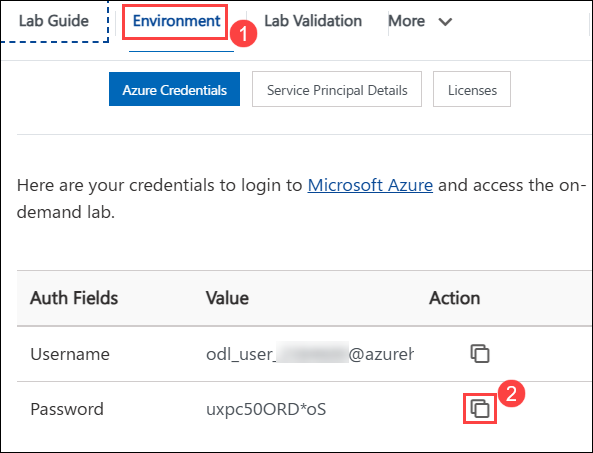 Lab Guide Environment Lab Validation More
1
Azure Credentials Service Principal Details Licenses
Here are your credentials to login to Microsoft Azure and access the on-
demand lab.
Auth Fields Value Action
Username odl_user_ @azureh
Password uxpc50ORD*oS 2